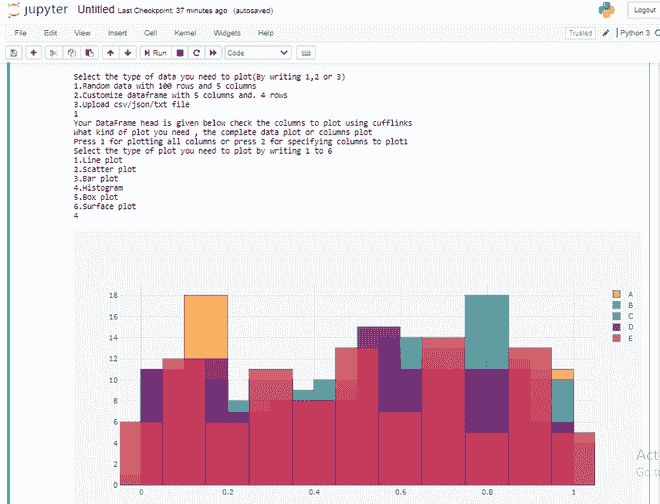 jupyter Untitled Last Checkpoint: 37 minutes ago (autosaved)
Logout
File Edit View Insert Cell Kernel Widgets Help
Trusted Python 3
Run Code
Select the type of data you need to plot(By writing 1,2 or 3)
1.Random data with 100 rows and 5 columns
2.Customize dataframe with 5 columns and. 4 rows
3.Upload csv/json/txt file
1
Your DataFrame head is given below check the columns to plot using cufflinks
What kind of plot you need , the complete data plot or columns plot
Press 1 for plotting all columns or press 2 for specifying columns to plot1
Select the type of plot you need to plot by writing 1 to 6
1.Line plot
2.Scatter plot
3.Bar plot
4.Histogram
5.Box plot
6.Surface plot
4
18
16
14
12
10
8
6
4
2
0
0 0.2 0.4 0.6 0.8 1
A
B
C
D
E
Act
Go t